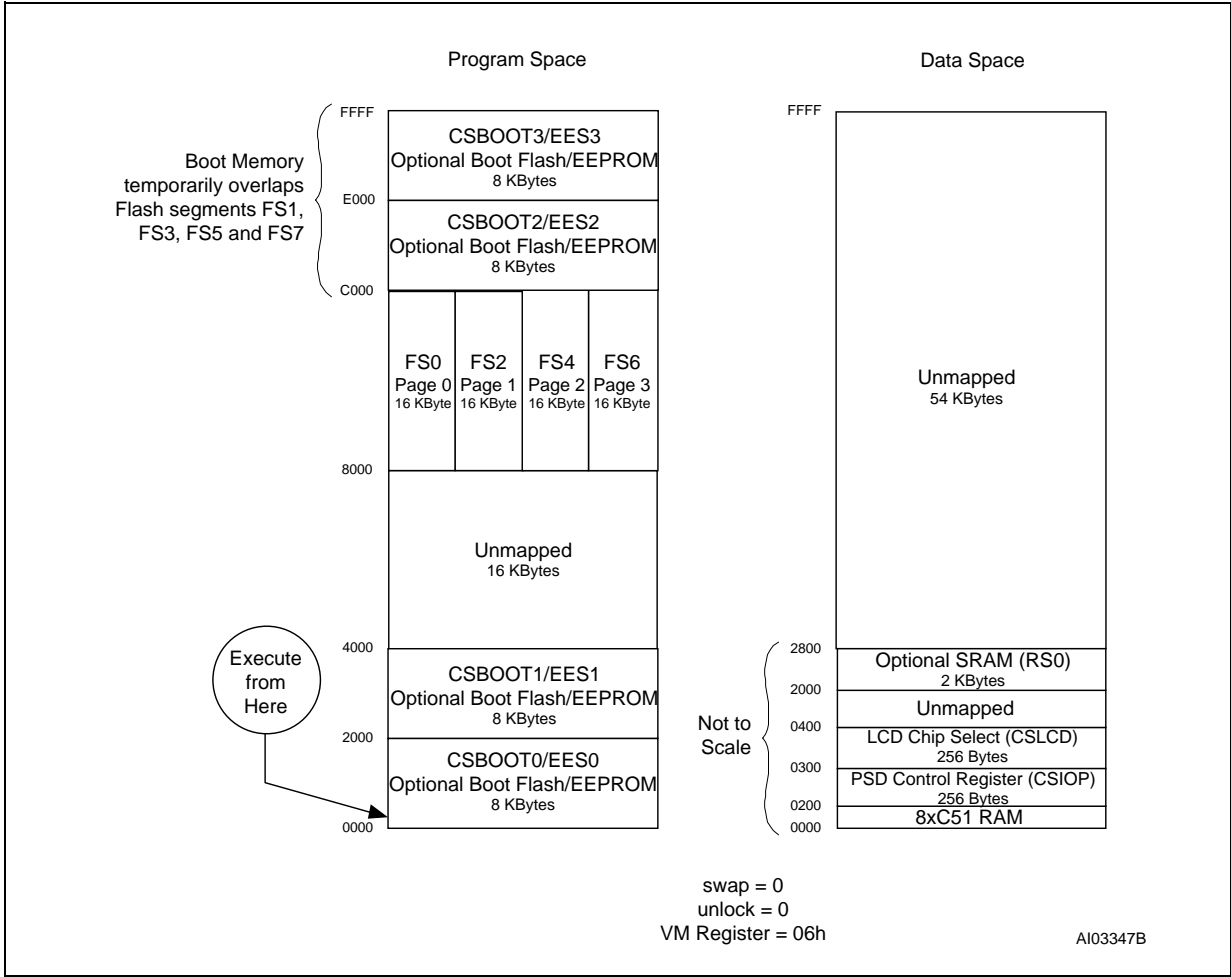 Program Space
Data Space
FFFF
CSBOOT3/EES3
Optional Boot Flash/EEPROM
8 KBytes
Boot Memory
temporarily overlaps
Flash segments FS1,
FS3, FS5 and FS7
E000
CSBOOT2/EES2
Optional Boot Flash/EEPROM
8 KBytes
C000
FS0
Page 0
16 KByte
FS2
Page 1
16 KByte
FS4
Page 2
16 KByte
FS6
Page 3
16 KByte
8000
Unmapped
16 KBytes
4000
Execute
from
Here
CSBOOT1/EES1
Optional Boot Flash/EEPROM
8 KBytes
2000
CSBOOT0/EES0
Optional Boot Flash/EEPROM
8 KBytes
0000
FFFF
Unmapped
54 KBytes
2800
Optional SRAM (RS0)
2 KBytes
2000
Unmapped
Not to
Scale
0400
LCD Chip Select (CSLCD)
256 Bytes
0300
PSD Control Register (CSIOP)
256 Bytes
0200
8xC51 RAM
0000
swap = 0
unlock = 0
VM Register = 06h
AI03347B